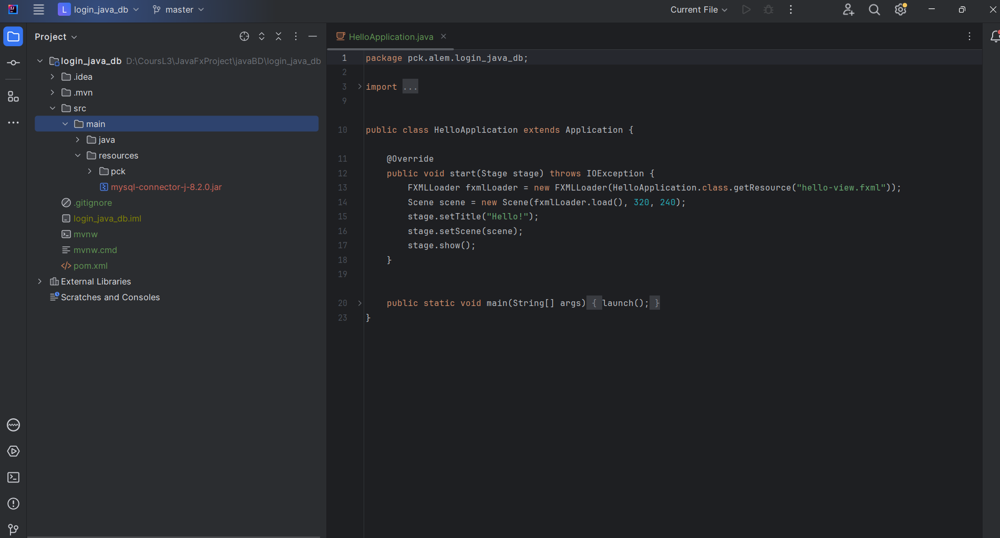 L login_java_db master Current File
Project
HelloApplication.java
login_java_db D:\CoursL3\JavaFxProject\javaBD\login_java_db
.idea
.mvn
src
main
java
resources
pck
mysql-connector-j-8.2.0.jar
.gitignore
login_java_db.iml
mvnw
mvnw.cmd
pom.xml
External Libraries
Scratches and Consoles
1 package pck.alem.login_java_db;
2
3 import ...
9
10 public class HelloApplication extends Application {
11 @Override
12 public void start(Stage stage) throws IOException {
13 FXMLLoader fxmlLoader = new FXMLLoader(HelloApplication.class.getResource("hello-view.fxml"));
14 Scene scene = new Scene(fxmlLoader.load(), 320, 240);
15 stage.setTitle("Hello!");
16 stage.setScene(scene);
17 stage.show();
18 }
19
20 public static void main(String[] args) { launch(); }
23 }